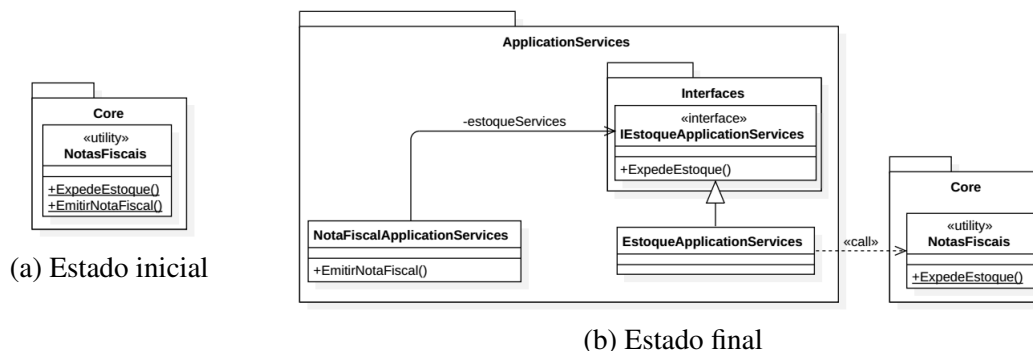 Core
«utility»
NotasFiscais
+ExpedeEstoque()
+EmitirNotaFiscal()
(a) Estado inicial
ApplicationServices
Interfaces
«interface»
IEstoqueApplicationServices
+ExpedeEstoque()
-estoqueServices
NotaFiscalApplicationServices
+EmitirNotaFiscal()
EstoqueApplicationServices
«call»
Core
«utility»
NotasFiscais
+ExpedeEstoque()
(b) Estado final